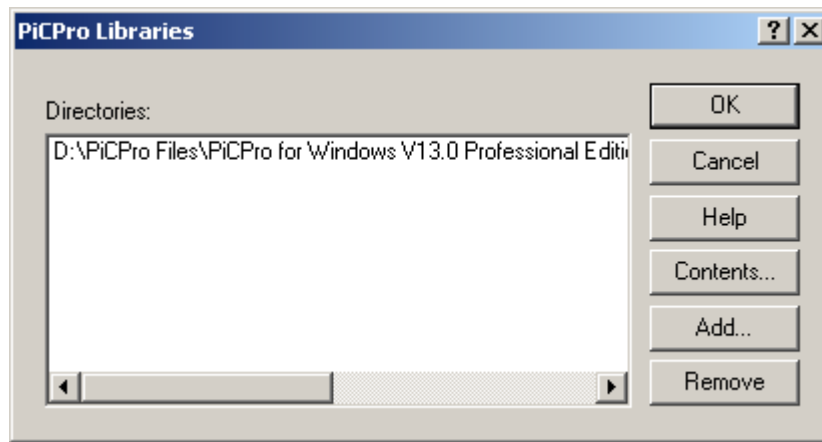 PiCPro Libraries
Directories:
D:\PiCPro Files\PiCPro for Windows V13.0 Professional Editi
OK
Cancel
Help
Contents...
Add...
Remove